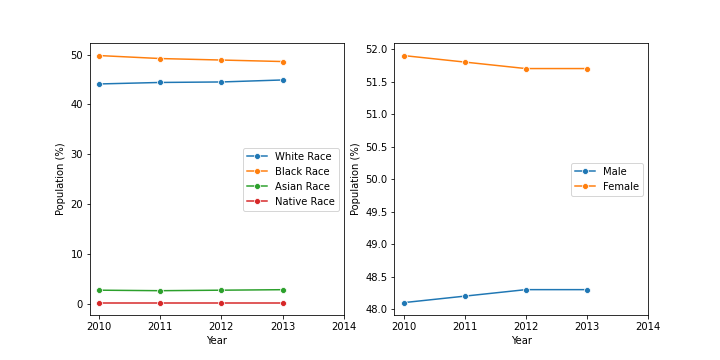 50
40
30
20
10
0
Population (%)
2010 2011 2012 2013 2014
Year
White Race
Black Race
Asian Race
Native Race
52.0
51.5
51.0
50.5
50.0
49.5
49.0
48.5
48.0
Population (%)
2010 2011 2012 2013 2014
Year
Male
Female